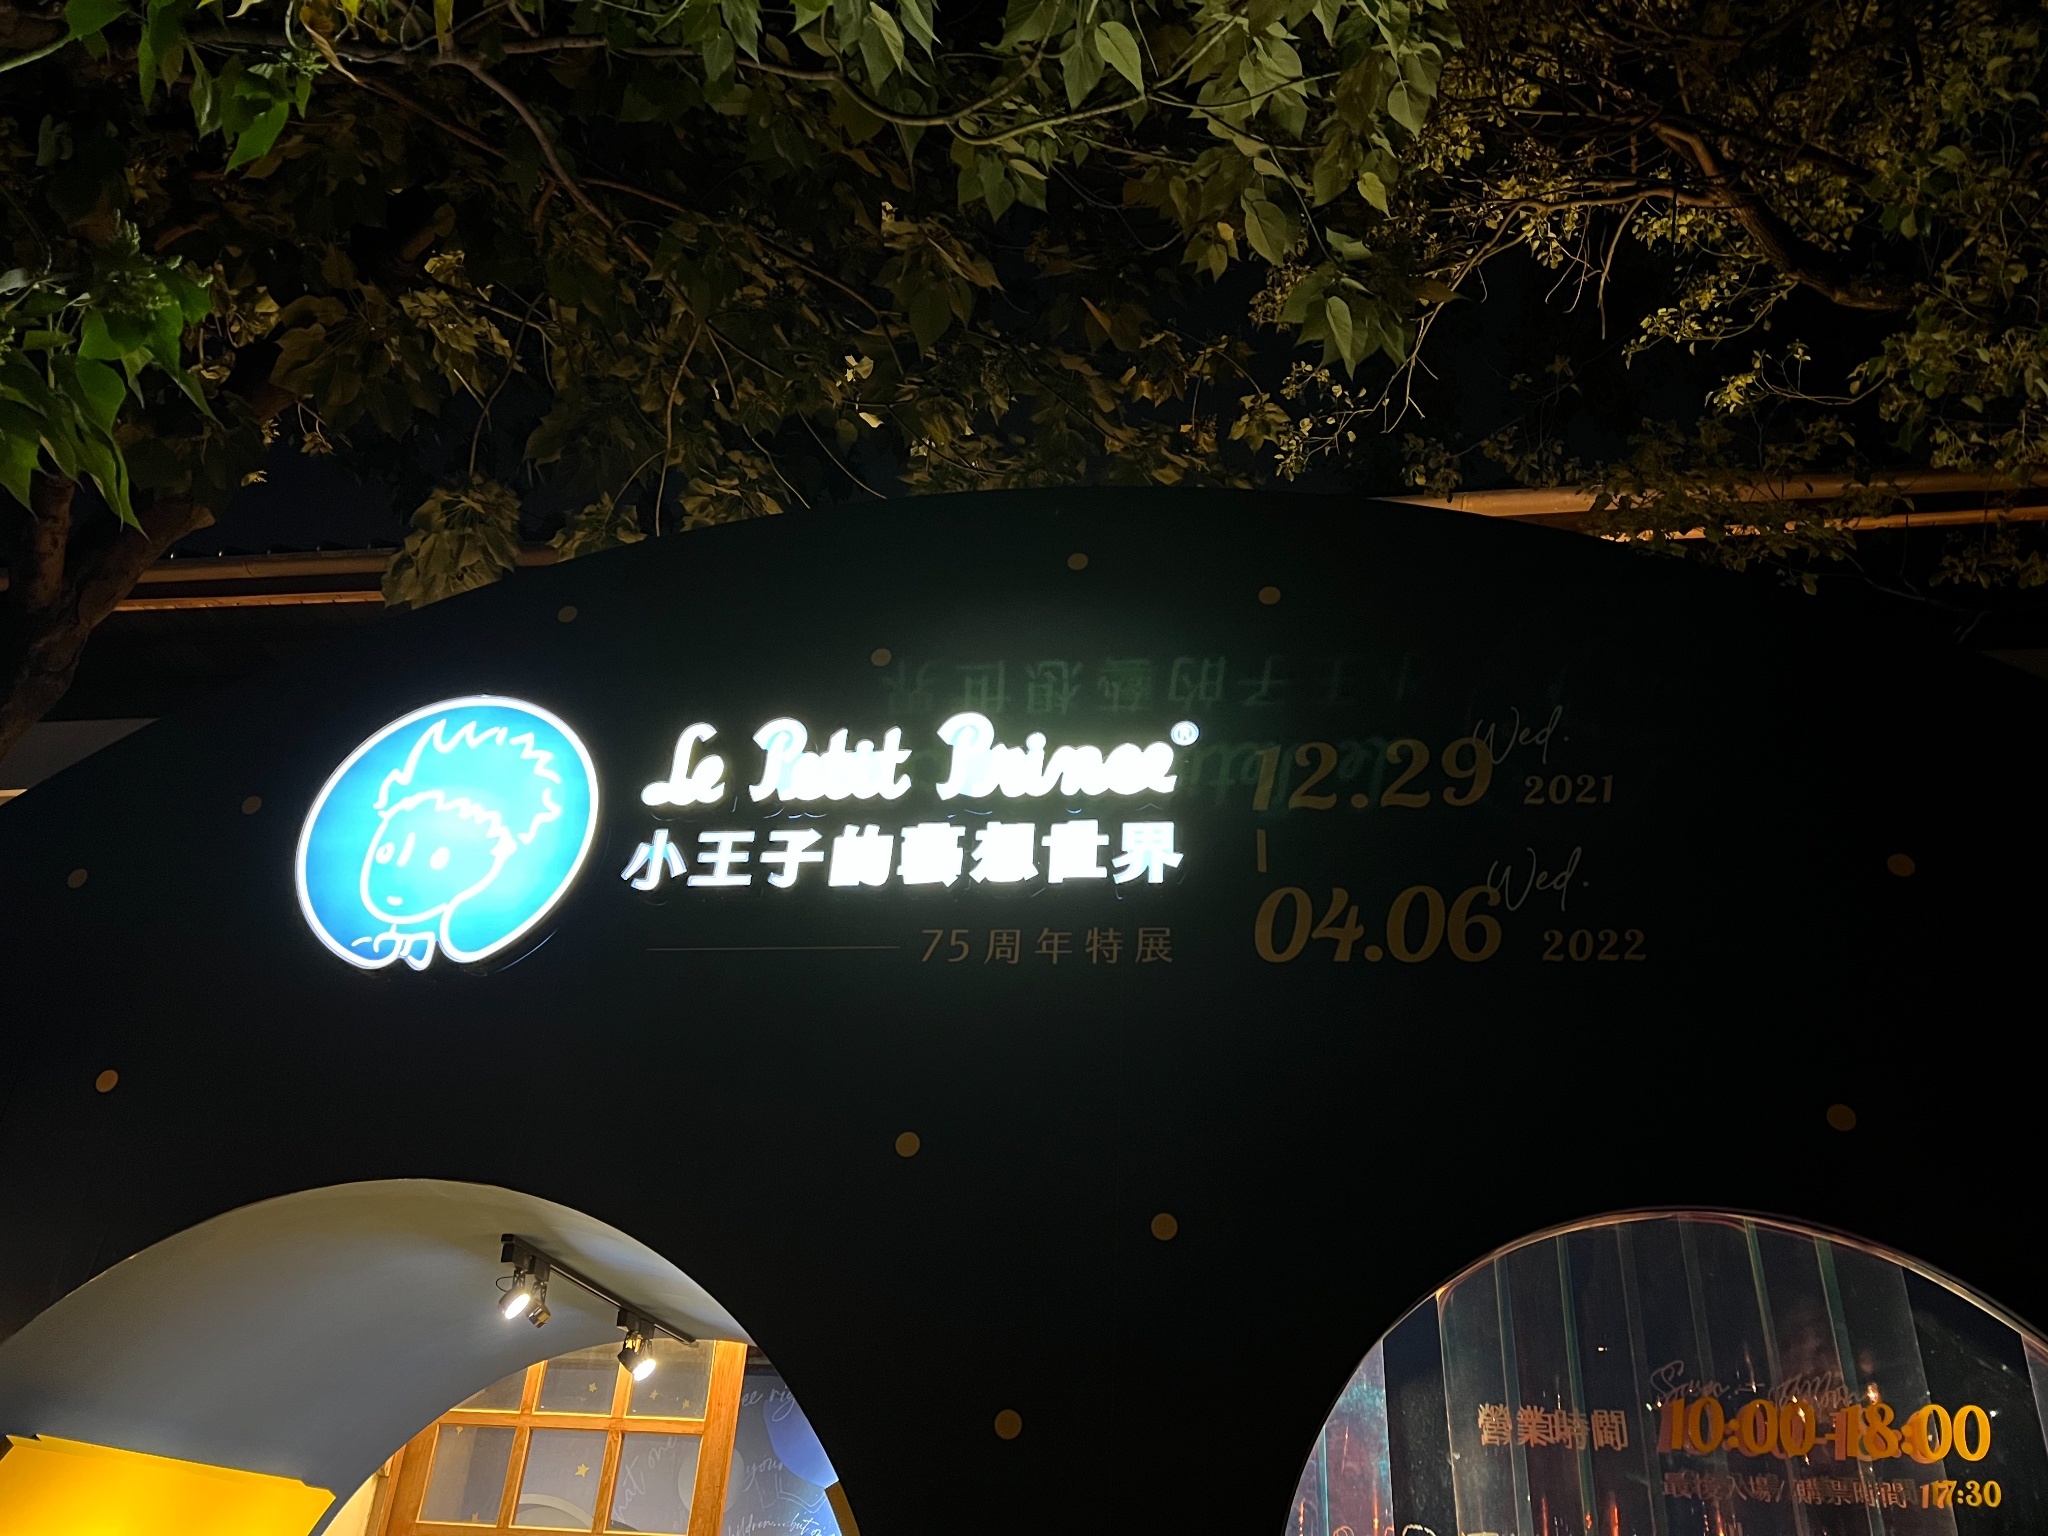 Le Petit Prince®
小王子的藝想世界
75周年特展
12.29 Wed. 2021
04.06 Wed. 2022
營業時間 10:00-18:00
最後入場/購票時間 17:30